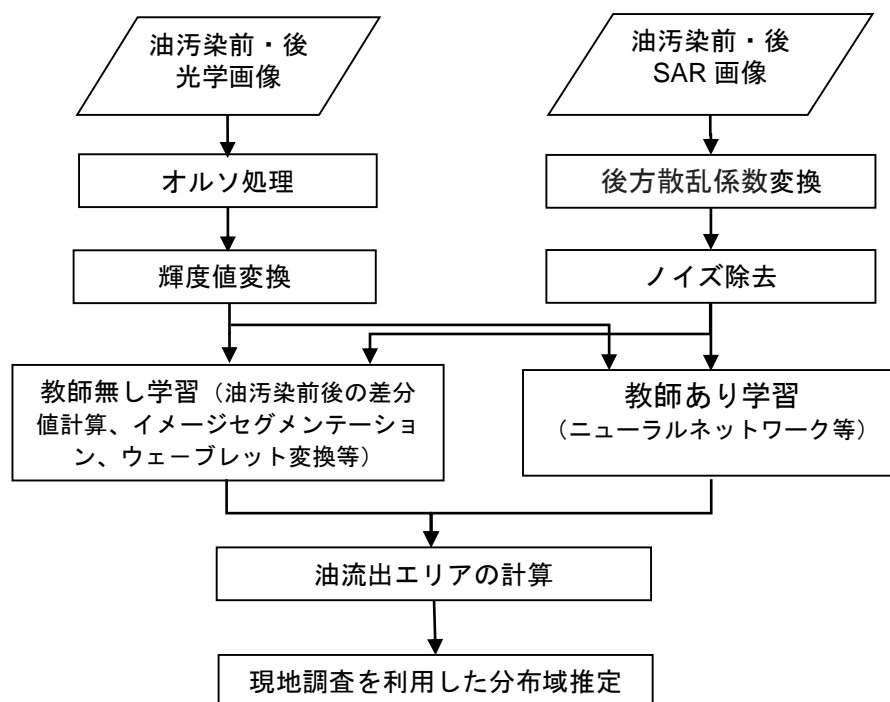 油汚染前・後
光学画像
油汚染前・後
SAR 画像
オルソ処理
後方散乱係数変換
輝度値変換
ノイズ除去
教師無し学習（油汚染前後の差分
値計算、イメージセグメンテーショ
ン、ウェーブレット変換等）
教師あり学習
（ニューラルネットワーク等）
油流出エリアの計算
現地調査を利用した分布域推定